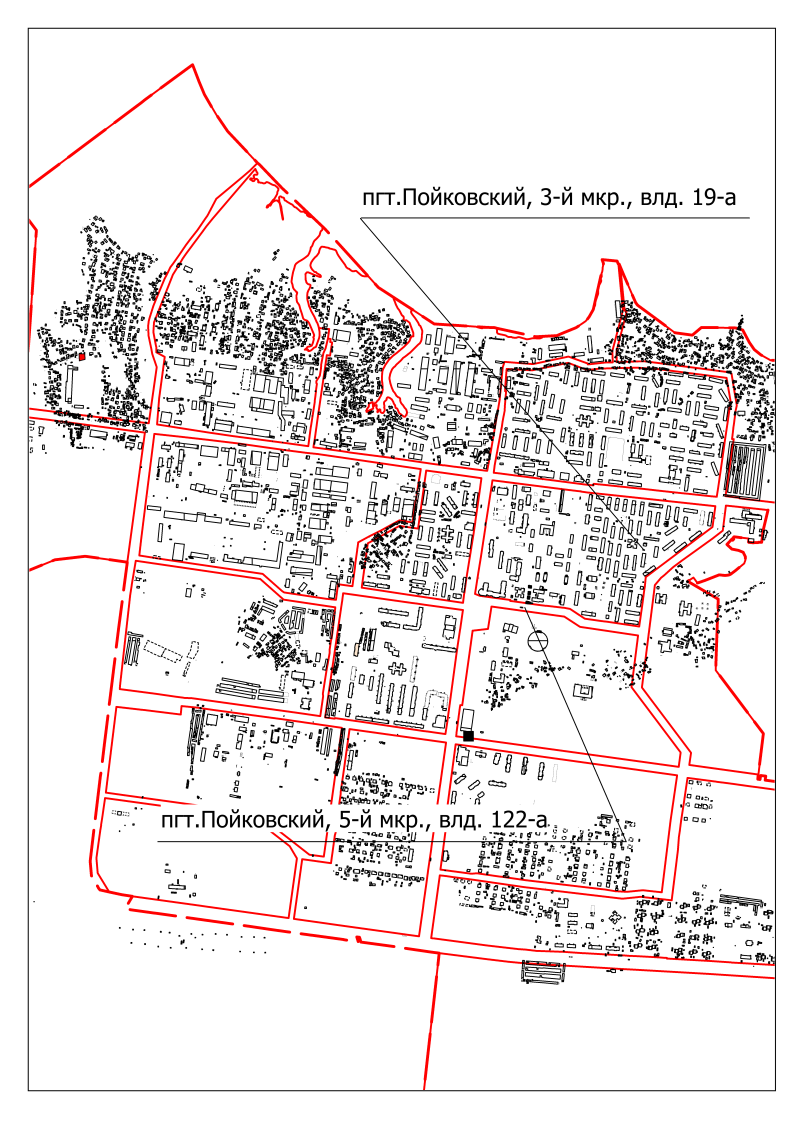 пгт.Пойковский, 3-й мкр., влд. 19-а
пгт.Пойковский, 5-й мкр., влд. 122-а